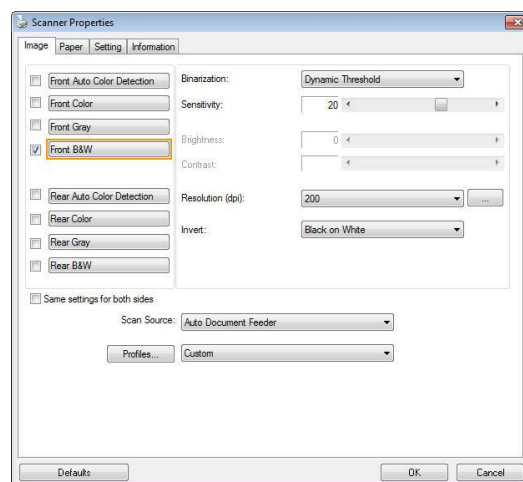 Scanner Properties
Image Paper Setting Information
Front Auto Color Detection
Front Color
Front Gray
Front B&W
Rear Auto Color Detection
Rear Color
Rear Gray
Rear B&W
Binarization: Dynamic Threshold
Sensitivity: 20
Brightness: 0
Contrast:
Resolution (dpi): 200 ...
Invert: Black on White
Same settings for both sides
Scan Source: Auto Document Feeder
Profiles... Custom
Defaults OK Cancel